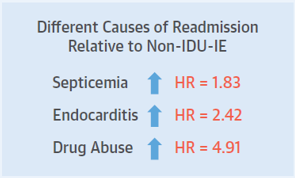 Different Causes of Readmission
Relative to Non-IDU-IE
Septicemia HR = 1.83
Endocarditis HR = 2.42
Drug Abuse HR = 4.91